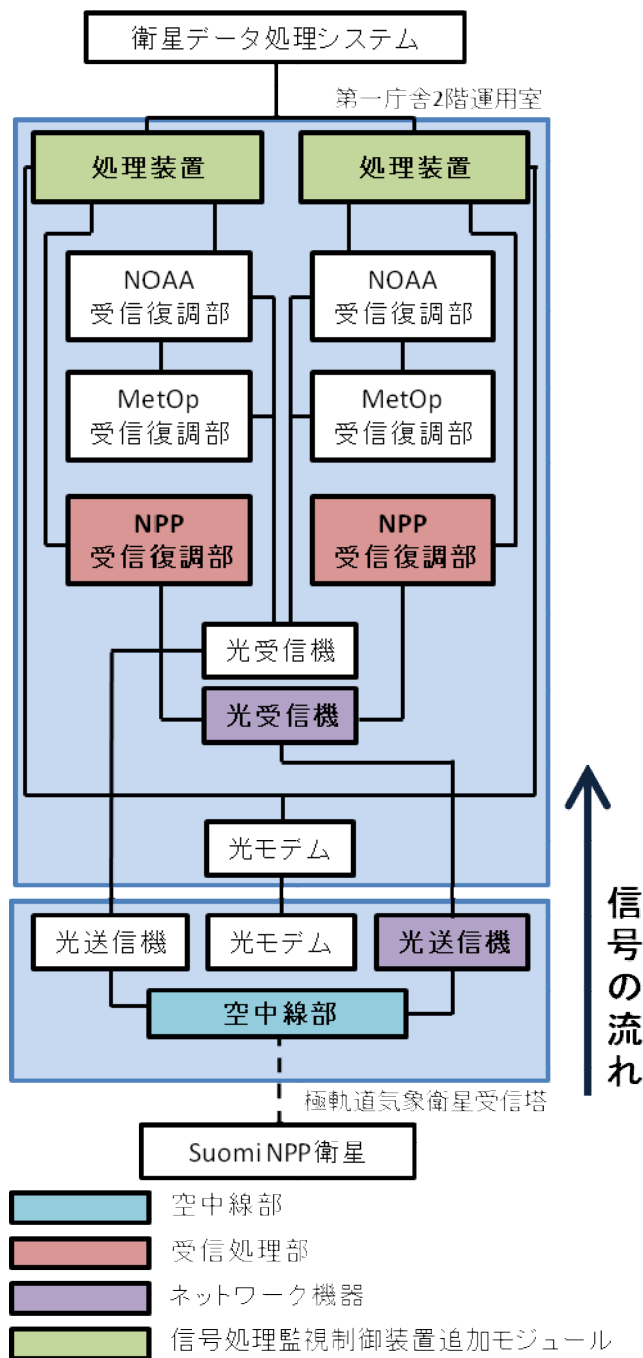 衛星データ処理システム
第一庁舎2階運用室
処理装置
処理装置
NOAA
受信復調部
NOAA
受信復調部
MetOp
受信復調部
MetOp
受信復調部
NPP
受信復調部
NPP
受信復調部
光受信機
光受信機
光モデム
光送信機
光モデム
光送信機
空中線部
信号の流れ
極軌道気象衛星受信塔
Suomi NPP衛星
空中線部
受信処理部
ネットワーク機器
信号処理監視制御装置追加モジュール